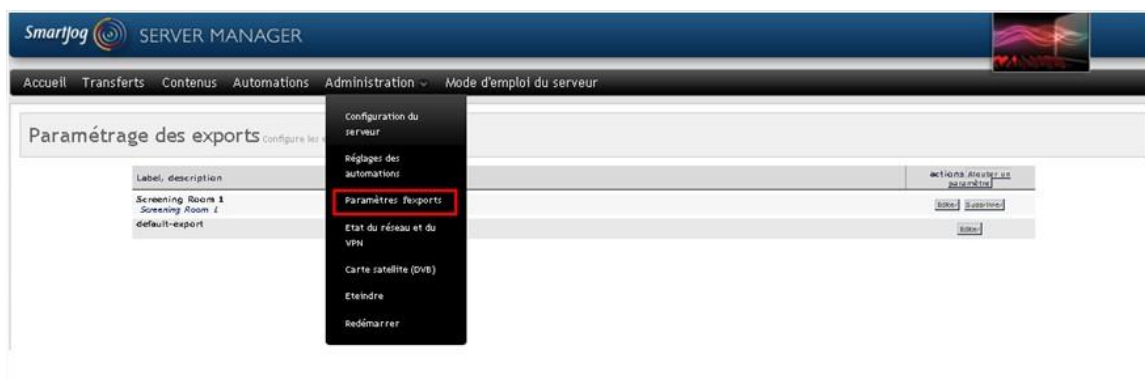 SmartJog SERVER MANAGER
Accueil Transferts Contenus Automations Administration Mode d'emploi du serveur
Paramétrage des exports Configure les
Configuration du
serveur
Réglages des
automations
Paramètres d'exports
Etat du réseau et du
VPN
Carte satellite (DVB)
Eteindre
Redémarrer
Label, description
actions Ajouter un
paramètre
Screening Room 1
Screening Room 1
Editer Supprimer
default-export
Editer